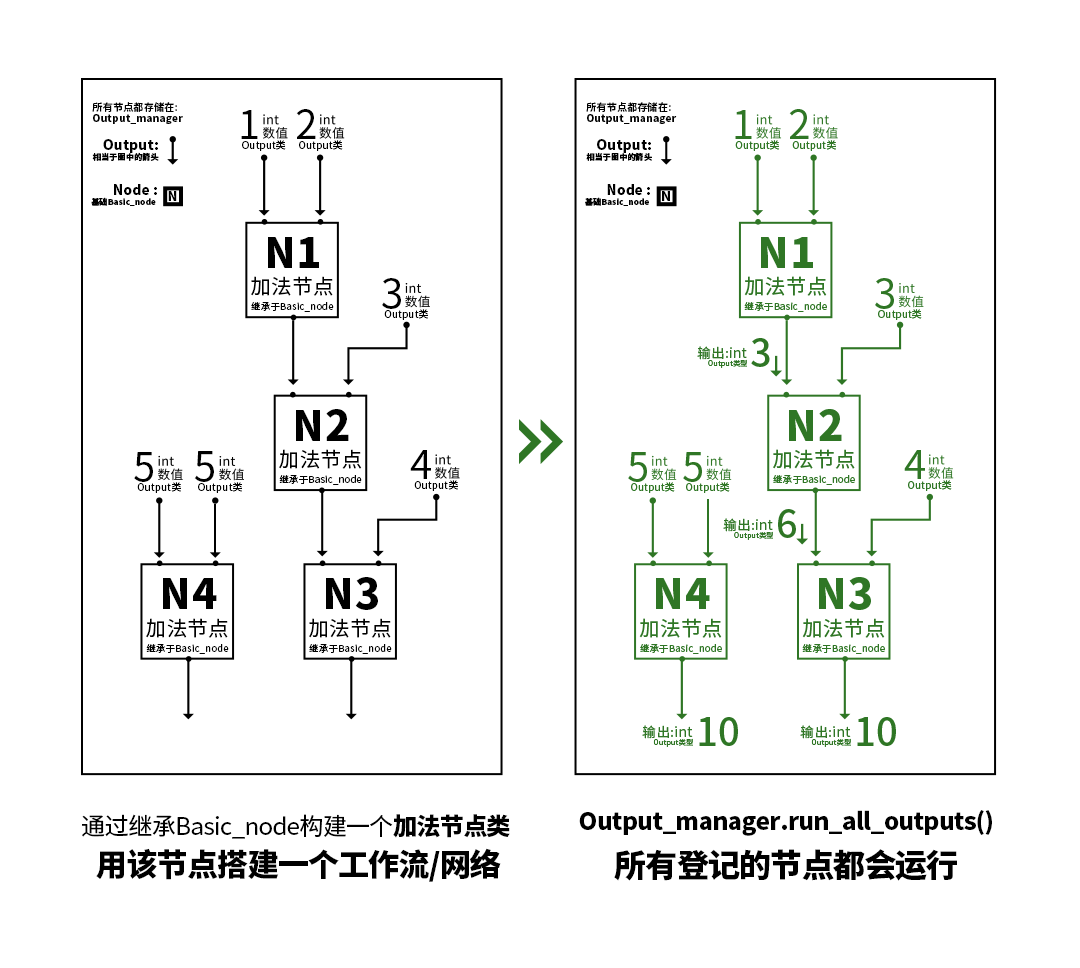 所有节点都存储在:
Output_manager
Output:
相当于图中的箭头
Node :
基础Basic_node
N
1
int
数值
Output类
2
int
数值
Output类
N1
加法节点
继承于Basic_node
3
int
数值
Output类
N2
加法节点
继承于Basic_node
5
int
数值
Output类
5
int
数值
Output类
4
int
数值
Output类
N4
加法节点
继承于Basic_node
N3
加法节点
继承于Basic_node
通过继承Basic_node构建一个加法节点类
用该节点搭建一个工作流/网络
所有节点都存储在:
Output_manager
Output:
相当于图中的箭头
Node :
基础Basic_node
N
1
int
数值
Output类
2
int
数值
Output类
N1
加法节点
继承于Basic_node
3
int
数值
Output类
输出:int
Output类型
3
N2
加法节点
继承于Basic_node
5
int
数值
Output类
5
int
数值
Output类
4
int
数值
Output类
输出:int
Output类型
6
N4
加法节点
继承于Basic_node
N3
加法节点
继承于Basic_node
输出:int
Output类型
10
输出:int
Output类型
10
Output_manager.run_all_outputs()
所有登记的节点都会运行